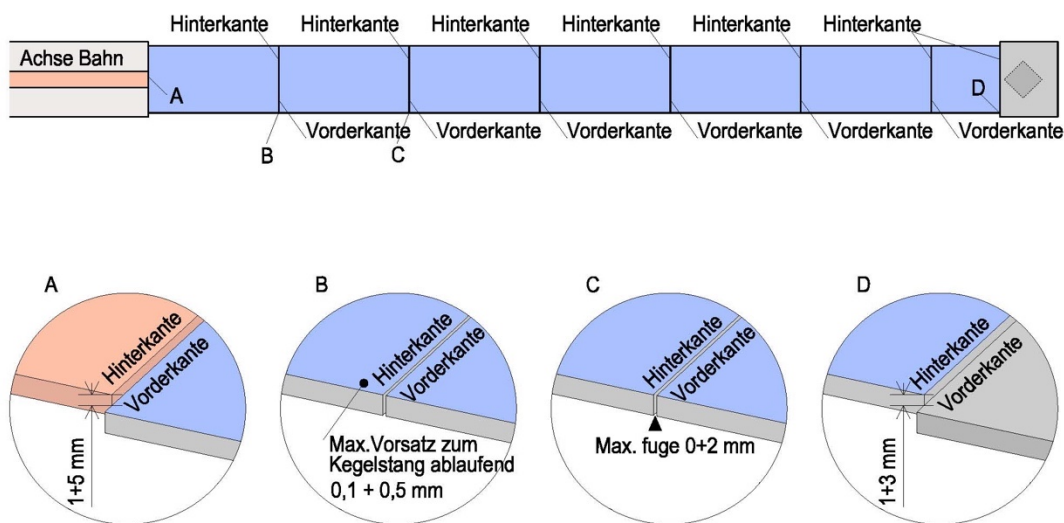 Hinterkante Hinterkante Hinterkante Hinterkante Hinterkante Hinterkante
Achse Bahn
A
D
Vorderkante Vorderkante Vorderkante Vorderkante Vorderkante Vorderkante
B
C
A
B
C
D
Hinterkante
Vorderkante
1+5 mm
Hinterkante
Vorderkante
Max.Vorsatz zum
Kegelstang ablaufend
0,1 + 0,5 mm
Hinterkante
Vorderkante
Max. fuge 0+2 mm
Hinterkante
Vorderkante
1+3 mm